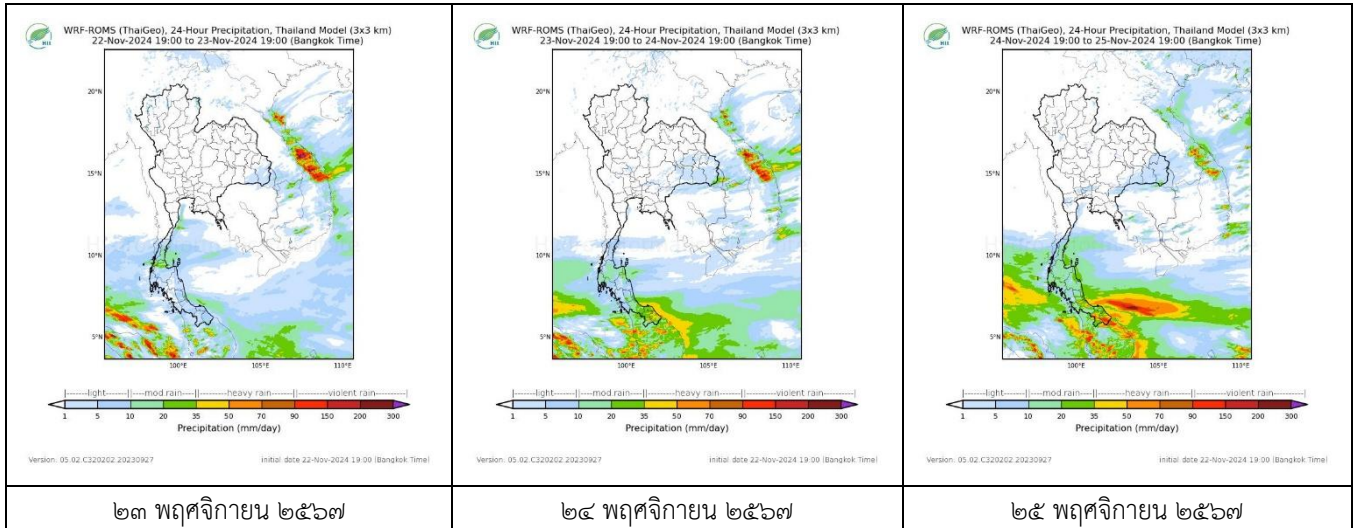 WRF-ROMS (ThaiGeo), 24-Hour Precipitation, Thailand Model (3x3 km)
22-Nov-2024 19:00 to 23-Nov-2024 19:00 (Bangkok Time)
HII
20°N
15°N
10°N
5°N
100°E 105°E 110°E
light mod rain heavy rain violent rain
1 5 10 20 35 50 70 90 150 200 300
Precipitation (mm/day)
Version: 05.02.C320202.20230927 initial date 22-Nov-2024 19:00 (Bangkok Time)
๒๓ พฤศจิกายน ๒๕๖๗
WRF-ROMS (ThaiGeo), 24-Hour Precipitation, Thailand Model (3x3 km)
23-Nov-2024 19:00 to 24-Nov-2024 19:00 (Bangkok Time)
HII
20°N
15°N
10°N
5°N
100°E 105°E 110°E
light mod rain heavy rain violent rain
1 5 10 20 35 50 70 90 150 200 300
Precipitation (mm/day)
Version: 05.02.C320202.20230927 initial date 22-Nov-2024 19:00 (Bangkok Time)
๒๔ พฤศจิกายน ๒๕๖๗
WRF-ROMS (ThaiGeo), 24-Hour Precipitation, Thailand Model (3x3 km)
24-Nov-2024 19:00 to 25-Nov-2024 19:00 (Bangkok Time)
HII
20°N
15°N
10°N
5°N
100°E 105°E 110°E
light mod rain heavy rain violent rain
1 5 10 20 35 50 70 90 150 200 300
Precipitation (mm/day)
Version: 05.02.C320202.20230927 initial date 22-Nov-2024 19:00 (Bangkok Time)
๒๕ พฤศจิกายน ๒๕๖๗